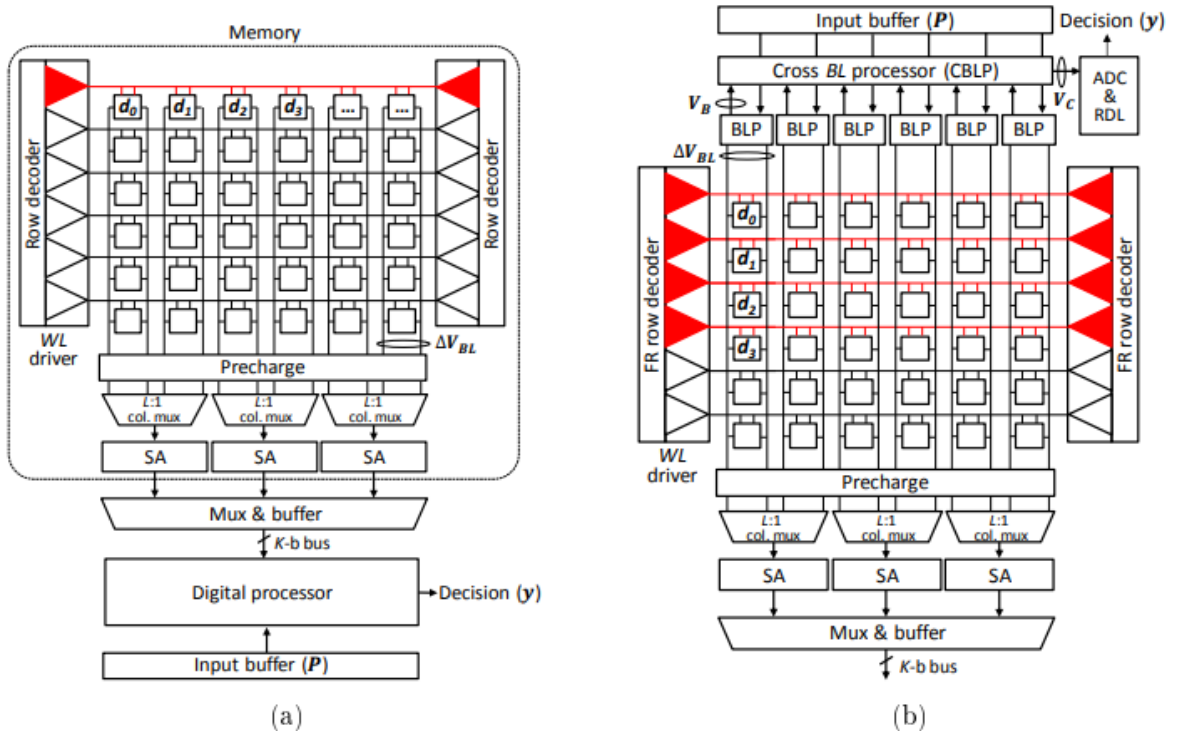 Memory
Row decoder
Row decoder
d0 d1 d2 d3 ... ...
WL
driver
ΔVBL
Precharge
L:1
col. mux
L:1
col. mux
L:1
col. mux
SA SA SA
Mux & buffer
K-b bus
Digital processor
Decision (y)
Input buffer (P)
(a)
Input buffer (P)
Decision (y)
Cross BL processor (CBLP)
ADC
&
RDL
VB
VC
BLP BLP BLP BLP BLP BLP
ΔVBL
FR row decoder
FR row decoder
d0
d1
d2
d3
WL
driver
Precharge
L:1
col. mux
L:1
col. mux
L:1
col. mux
SA SA SA
Mux & buffer
K-b bus
(b)